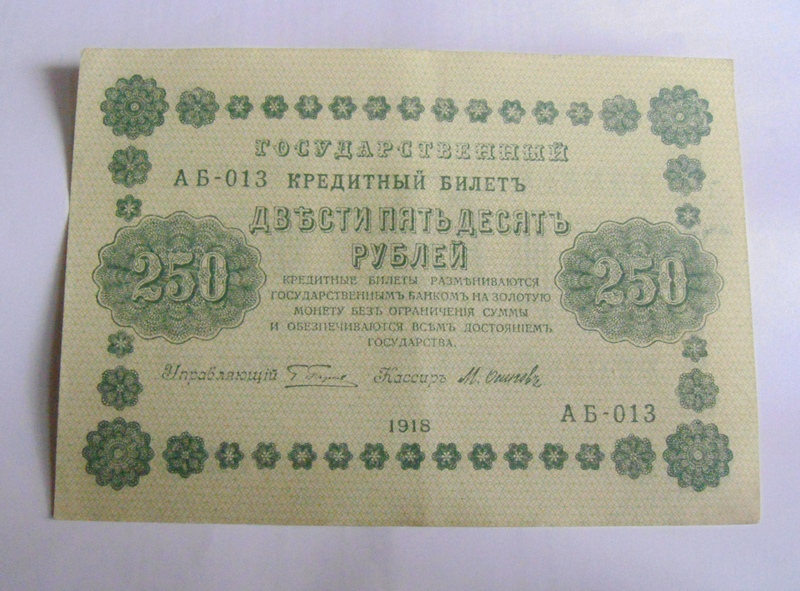 ГОСУДАРСТВЕННЫЙ
АБ-013 КРЕДИТНЫЙ БИЛЕТЪ
ДВѢСТИ ПЯТЬДЕСЯТЪ
РУБЛЕЙ
250 250
КРЕДИТНЫЕ БИЛЕТЫ РАЗМѢНИВАЮТСЯ
ГОСУДАРСТВЕННЫМЪ БАНКОМЪ НА ЗОЛОТУЮ
МОНЕТУ БЕЗЪ ОГРАНИЧЕНІЯ СУММЫ
И ОБЕЗПЕЧИВАЮТСЯ ВСѢМЪ ДОСТОЯНІЕМЪ
ГОСУДАРСТВА.
Управляющій Кассиръ М. Осиповъ
АБ-013
1918